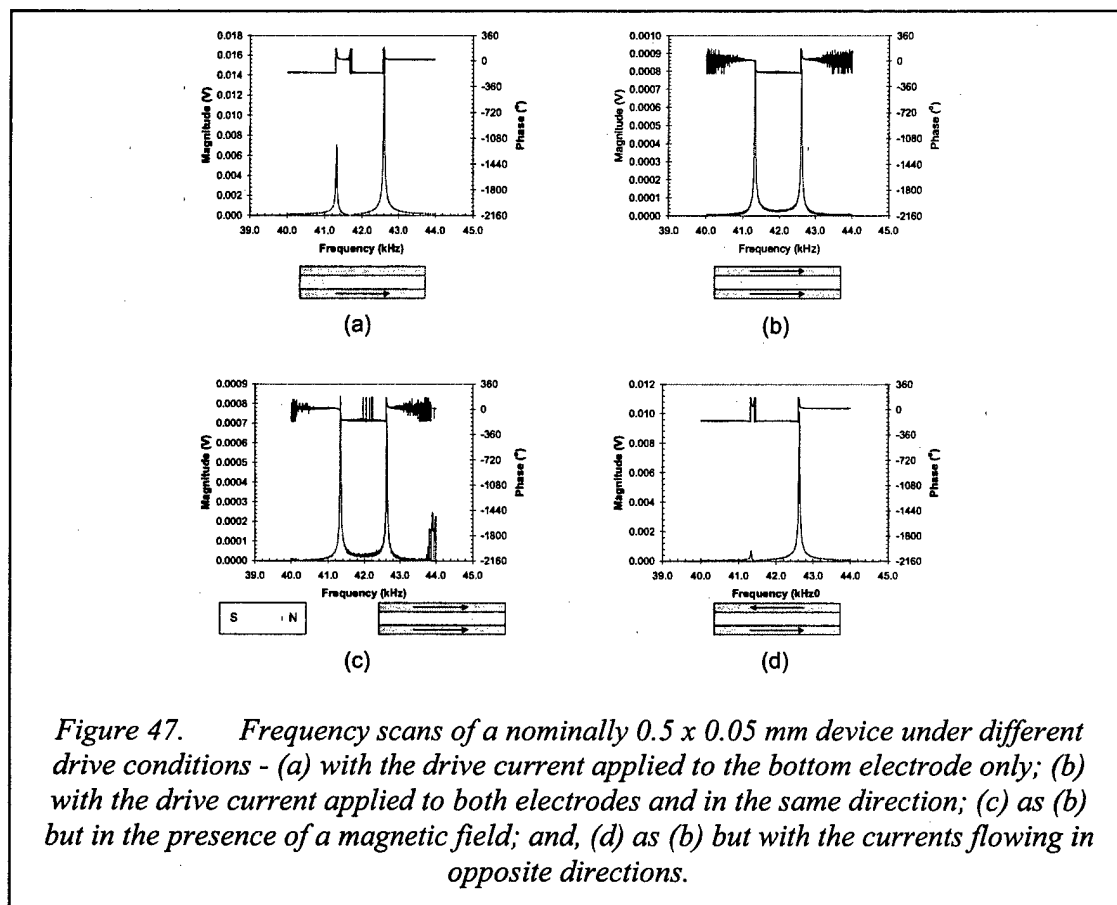 0.018
0.016
0.014
0.012
0.010
0.008
0.006
0.004
0.002
0.000
Magnitude (V)
360
0
-360
-720
-1080
-1440
-1800
-2160
Phase (°)
39.0 40.0 41.0 42.0 43.0 44.0 45.0
Frequency (kHz)
(a)
0.0010
0.0009
0.0008
0.0007
0.0006
0.0005
0.0004
0.0003
0.0002
0.0001
0.0000
Magnitude (V)
360
0
-360
-720
-1080
-1440
-1800
-2160
Phase (°)
39.0 40.0 41.0 42.0 43.0 44.0 45.0
Frequency (kHz)
(b)
0.0009
0.0008
0.0007
0.0006
0.0005
0.0004
0.0003
0.0002
0.0001
0.0000
Magnitude (V)
360
0
-360
-720
-1080
-1440
-1800
-2160
Phase (°)
39.0 40.0 41.0 42.0 43.0 44.0 45.0
Frequency (kHz)
S N
(c)
0.012
0.010
0.008
0.006
0.004
0.002
0.000
Magnitude (V)
360
0
-360
-720
-1080
-1440
-1800
-2160
Phase (°)
39.0 40.0 41.0 42.0 43.0 44.0 45.0
Frequency (kHz0
(d)
Figure 47. Frequency scans of a nominally 0.5 x 0.05 mm device under different
drive conditions - (a) with the drive current applied to the bottom electrode only; (b)
with the drive current applied to both electrodes and in the same direction; (c) as (b)
but in the presence of a magnetic field; and, (d) as (b) but with the currents flowing in
opposite directions.